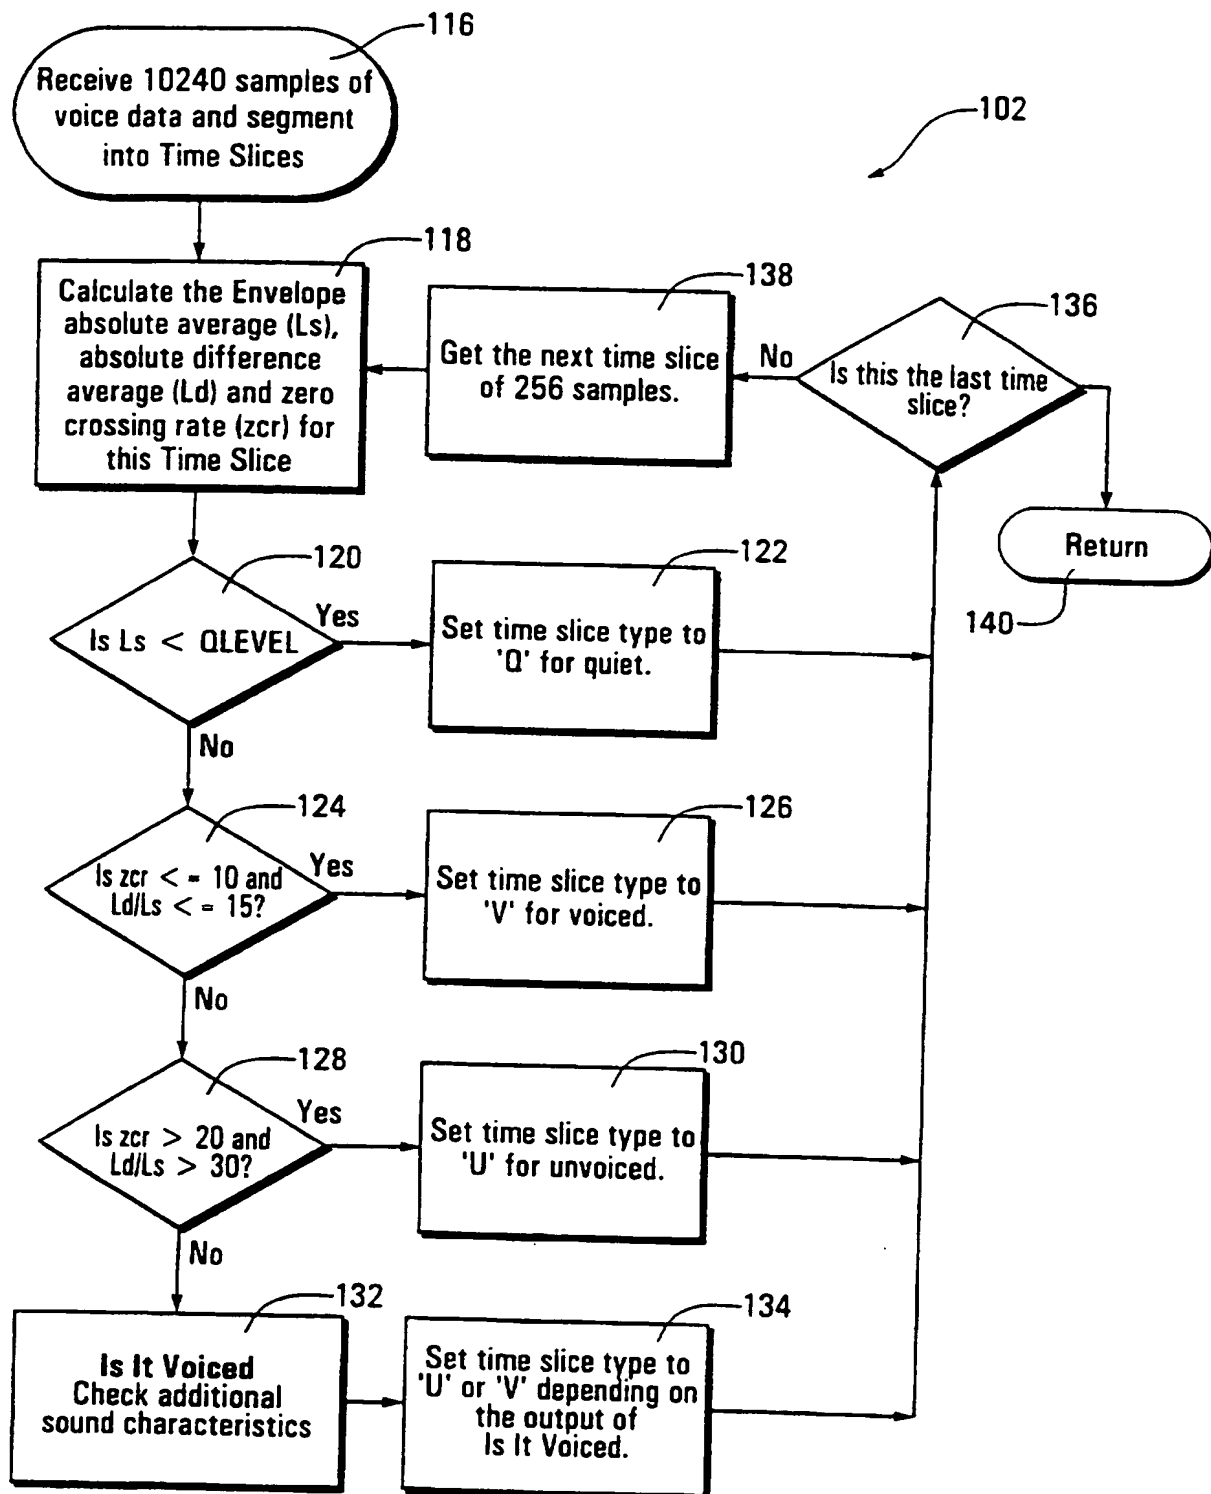 116
Receive 10240 samples of
voice data and segment
into Time Slices
102
118
Calculate the Envelope
absolute average (Ls),
absolute difference
average (Ld) and zero
crossing rate (zcr) for
this Time Slice
138
Get the next time slice
of 256 samples.
No
136
Is this the last time
slice?
Return
140
120
Is Ls < QLEVEL
Yes
122
Set time slice type to
'Q' for quiet.
No
124
Is zcr < = 10 and
Ld/Ls < = 15?
Yes
126
Set time slice type to
'V' for voiced.
No
128
Is zcr > 20 and
Ld/Ls > 30?
Yes
130
Set time slice type to
'U' for unvoiced.
No
132
Is It Voiced
Check additional
sound characteristics
134
Set time slice type to
'U' or 'V' depending on
the output of
Is It Voiced.